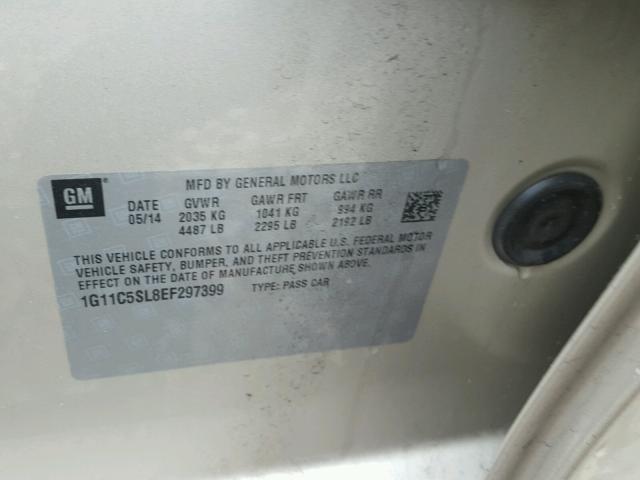 GM
MFD BY GENERAL MOTORS LLC
DATE GVWR GAWR FRT GAWR RR
05/14 2035 KG 1041 KG 994 KG
4487 LB 2295 LB 2192 LB
THIS VEHICLE CONFORMS TO ALL APPLICABLE U.S. FEDERAL MOTOR
VEHICLE SAFETY, BUMPER, AND THEFT PREVENTION STANDARDS IN
EFFECT ON THE DATE OF MANUFACTURE SHOWN ABOVE.
1G11C5SL8EF297399 TYPE: PASS CAR